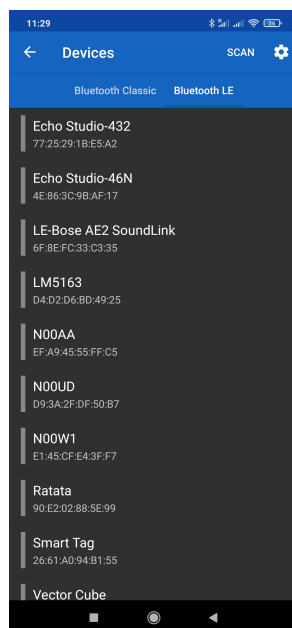 11:29
36
Devices
SCAN
Bluetooth Classic
Bluetooth LE
Echo Studio-432
77:25:29:1B:E5:A2
Echo Studio-46N
4E:86:3C:9B:AF:17
LE-Bose AE2 SoundLink
6F:8E:FC:33:C3:35
LM5163
D4:D2:D6:BD:49:25
N00AA
EF:A9:45:55:FF:C5
N00UD
D9:3A:2F:DF:50:B7
N00W1
E1:45:CF:E4:3F:F7
Ratata
90:E2:02:88:5E:99
Smart Tag
26:61:A0:94:B1:55
Vector Cube